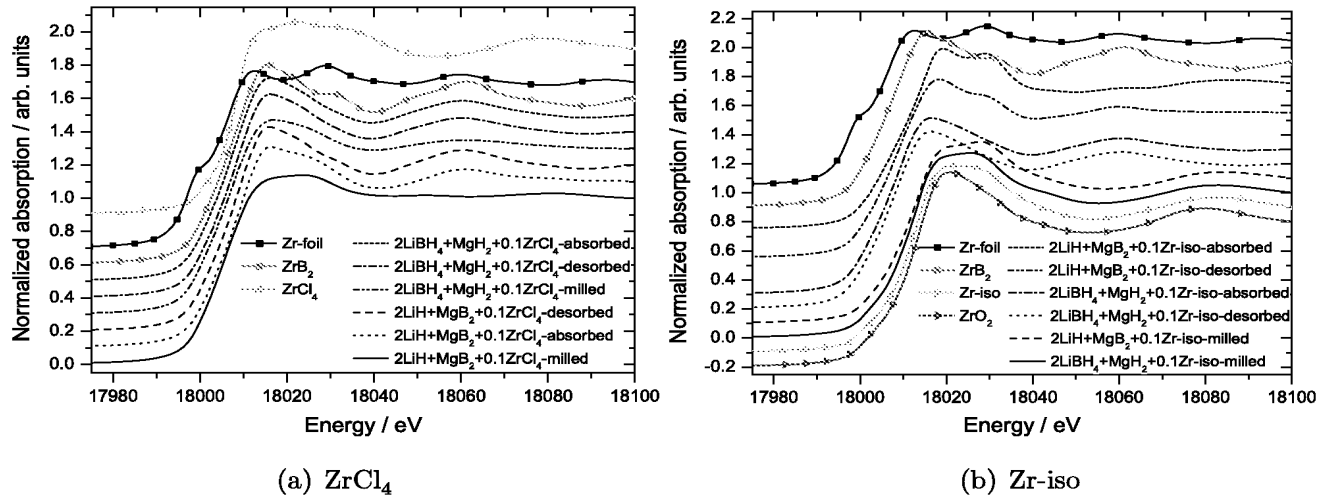 Normalized absorption / arb. units
2.0
1.8
1.6
1.4
1.2
1.0
0.8
0.6
0.4
0.2
0.0
Zr-foil
ZrB₂
ZrCl₄
2LiBH₄+MgH₂+0.1ZrCl₄-absorbed
2LiBH₄+MgH₂+0.1ZrCl₄-desorbed
2LiBH₄+MgH₂+0.1ZrCl₄-milled
2LiH+MgB₂+0.1ZrCl₄-desorbed
2LiH+MgB₂+0.1ZrCl₄-absorbed
2LiH+MgB₂+0.1ZrCl₄-milled
17980 18000 18020 18040 18060 18080 18100
Energy / eV
(a) ZrCl₄
Normalized absorption / arb. units
2.2
2.0
1.8
1.6
1.4
1.2
1.0
0.8
0.6
0.4
0.2
0.0
-0.2
Zr-foil
ZrB₂
Zr-iso
ZrO₂
2LiH+MgB₂+0.1Zr-iso-absorbed
2LiH+MgB₂+0.1Zr-iso-desorbed
2LiBH₄+MgH₂+0.1Zr-iso-absorbed
2LiBH₄+MgH₂+0.1Zr-iso-desorbed
2LiH+MgB₂+0.1Zr-iso-milled
2LiBH₄+MgH₂+0.1Zr-iso-milled
17980 18000 18020 18040 18060 18080 18100
Energy / eV
(b) Zr-iso